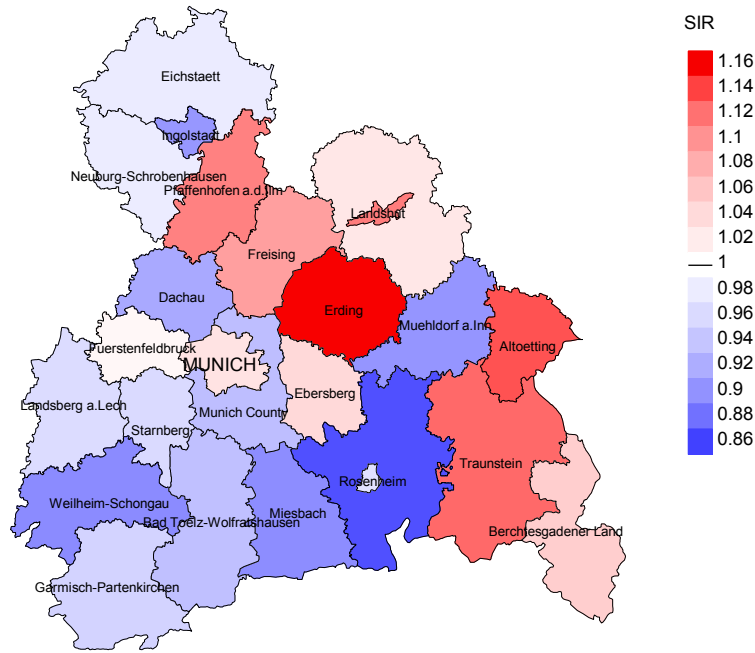 SIR
1.16
1.14
1.12
1.1
1.08
1.06
1.04
1.02
1
0.98
0.96
0.94
0.92
0.9
0.88
0.86
Eichstaett
Ingolstadt
Neuburg-Schrobenhausen
Pfaffenhofen a.d.Ilm
Landshut
Freising
Dachau
Erding
Muehldorf a.Inn
Altoetting
Fuerstenfeldbruck
MUNICH
Ebersberg
Landsberg a.Lech
Munich County
Starnberg
Traunstein
Rosenheim
Weilheim-Schongau
Miesbach
Bad Toelz-Wolfratshausen
Berchtesgadener Land
Garmisch-Partenkirchen